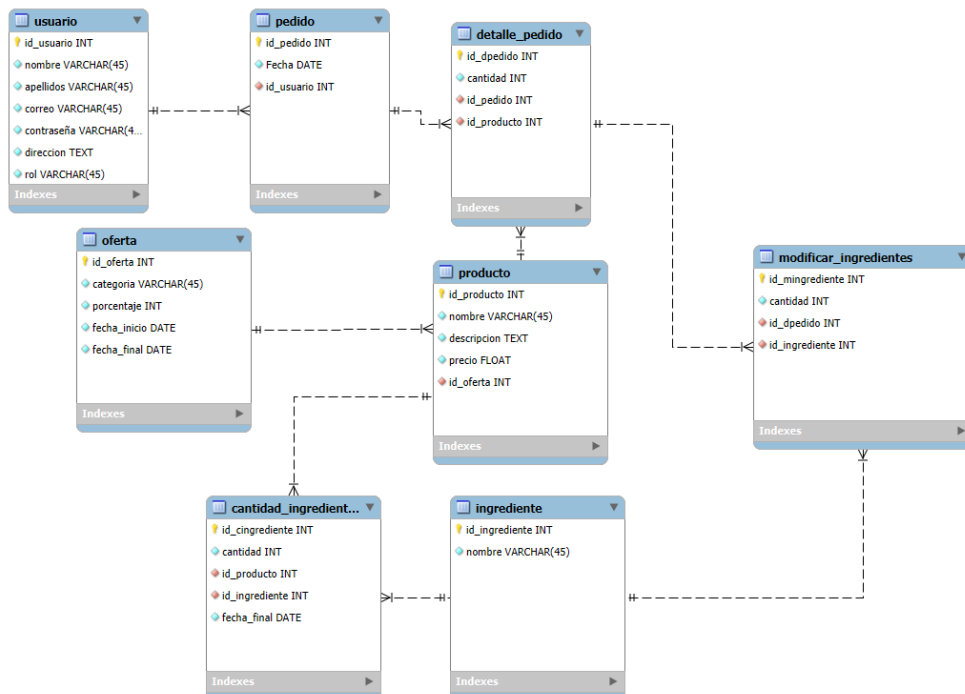 usuario
id_usuario INT
nombre VARCHAR(45)
apellidos VARCHAR(45)
correo VARCHAR(45)
contraseña VARCHAR(4...
direccion TEXT
rol VARCHAR(45)
Indexes
pedido
id_pedido INT
Fecha DATE
id_usuario INT
Indexes
detalle_pedido
id_dpedido INT
cantidad INT
id_pedido INT
id_producto INT
Indexes
oferta
id_oferta INT
categoria VARCHAR(45)
porcentaje INT
fecha_inicio DATE
fecha_final DATE
Indexes
producto
id_producto INT
nombre VARCHAR(45)
descripcion TEXT
precio FLOAT
id_oferta INT
Indexes
modificar_ingredientes
id_mingrediente INT
cantidad INT
id_dpedido INT
id_ingrediente INT
Indexes
cantidad_ingredient...
id_cingrediente INT
cantidad INT
id_producto INT
id_ingrediente INT
fecha_final DATE
Indexes
ingrediente
id_ingrediente INT
nombre VARCHAR(45)
Indexes